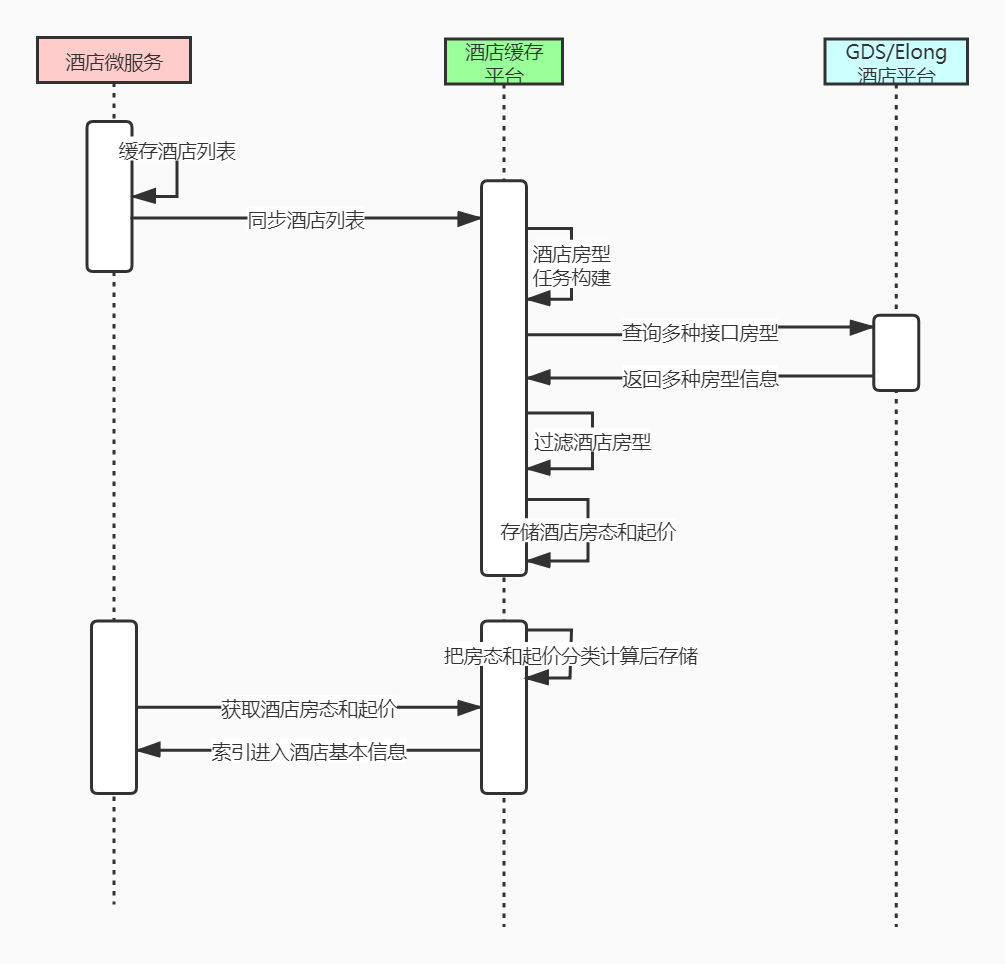 酒店微服务
酒店缓存
平台
GDS/Elong
酒店平台
缓存酒店列表
同步酒店列表
酒店房型
任务构建
查询多种接口房型
返回多种房型信息
过滤酒店房型
存储酒店房态和起价
把房态和起价分类计算后存储
获取酒店房态和起价
索引进入酒店基本信息